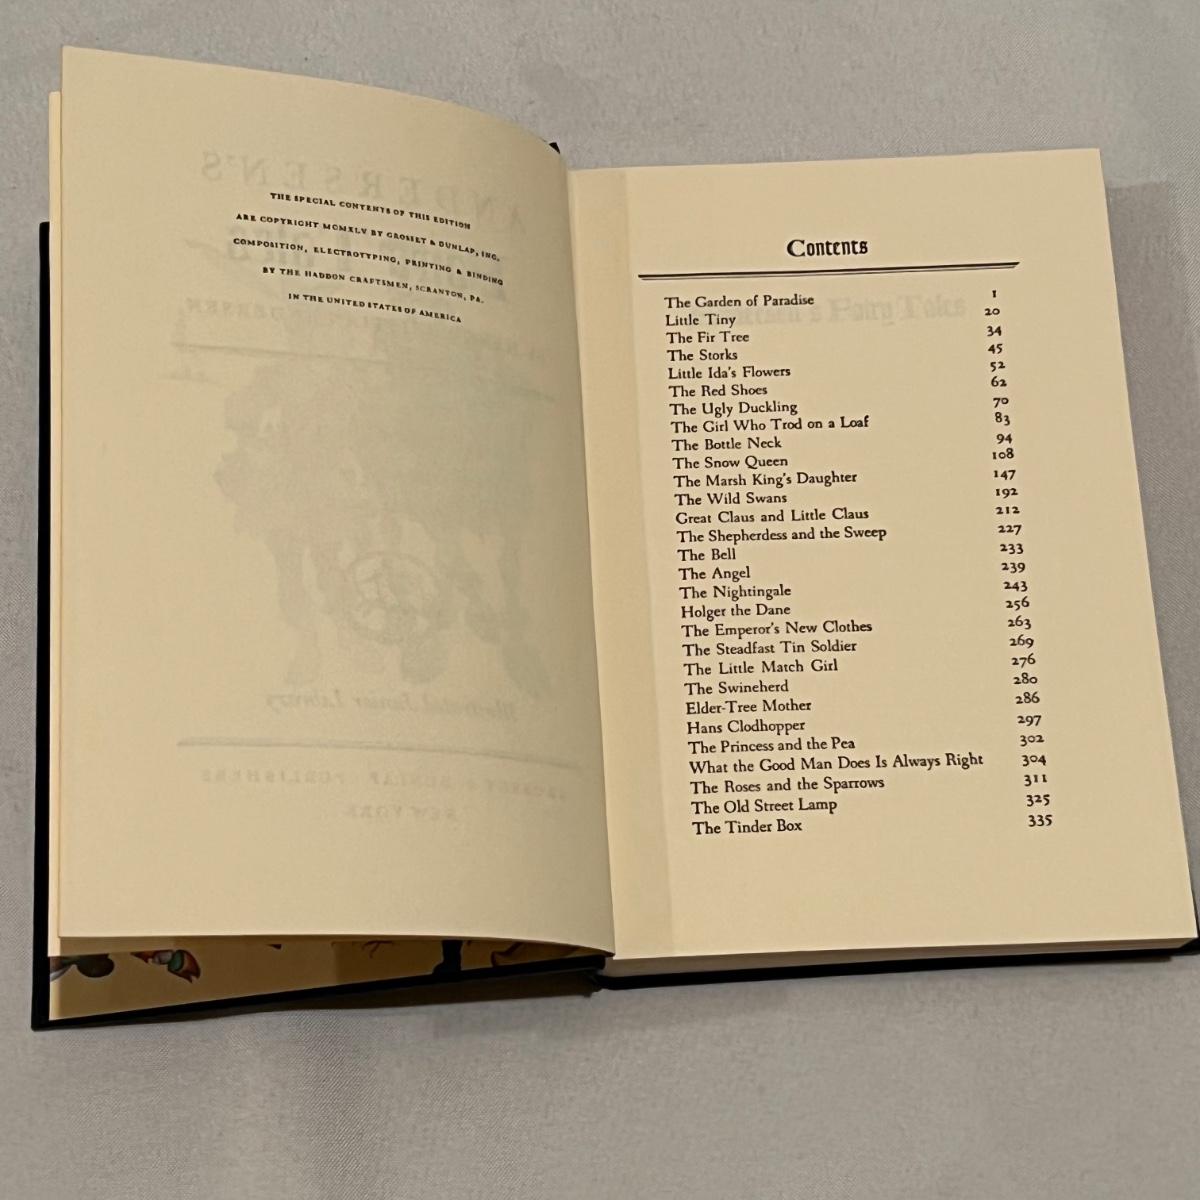 THE SPECIAL CONTENTS OF THIS EDITION
ARE COPYRIGHT MCMXLV BY GROSSET & DUNLAP, INC.
COMPOSITION, ELECTROTYPING, PRINTING & BINDING
BY THE HADDON CRAFTSMEN, SCRANTON, PA.
IN THE UNITED STATES OF AMERICA
Contents
The Garden of Paradise 1
Little Tiny 20
The Fir Tree 34
The Storks 45
Little Ida's Flowers 52
The Red Shoes 62
The Ugly Duckling 70
The Girl Who Trod on a Loaf 83
The Bottle Neck 94
The Snow Queen 108
The Marsh King's Daughter 147
The Wild Swans 192
Great Claus and Little Claus 212
The Shepherdess and the Sweep 227
The Bell 233
The Angel 239
The Nightingale 243
Holger the Dane 256
The Emperor's New Clothes 263
The Steadfast Tin Soldier 269
The Little Match Girl 276
The Swineherd 280
Elder-Tree Mother 286
Hans Clodhopper 297
The Princess and the Pea 302
What the Good Man Does Is Always Right 304
The Roses and the Sparrows 311
The Old Street Lamp 325
The Tinder Box 335